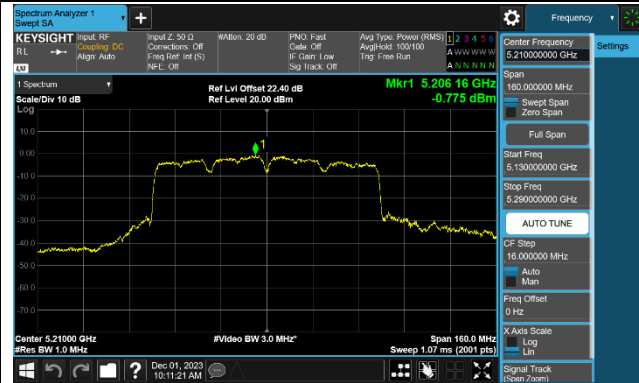 Spectrum Analyzer 1
Swept SA
+
Frequency
KEYSIGHT
RL
LXI
Input: RF
Coupling: DC
Align: Auto
Input Z: 50 Ω
Corrections: Off
Freq Ref: Int (S)
NFE: Off
#Atten: 20 dB
PNO: Fast
Gate: Off
IF Gain: Low
Sig Track: Off
Avg Type: Power (RMS)
Avg|Hold: 100/100
Trig: Free Run
1 2 3 4 5 6
A W W W W W
A N N N N N
1 Spectrum
Scale/Div 10 dB
Log
Ref Lvl Offset 22.40 dB
Ref Level 20.00 dBm
Mkr1 5.206 16 GHz
-0.775 dBm
1
10.0
0.00
-10.0
-20.0
-30.0
-40.0
-50.0
-60.0
-70.0
Center 5.21000 GHz
#Res BW 1.0 MHz
#Video BW 3.0 MHz*
Span 160.0 MHz
Sweep 1.07 ms (2001 pts)
?
Dec 01, 2023
10:11:21 AM
Center Frequency
5.210000000 GHz
Settings
Span
160.000000 MHz
Swept Span
Zero Span
Full Span
Start Freq
5.130000000 GHz
Stop Freq
5.290000000 GHz
AUTO TUNE
CF Step
16.000000 MHz
Auto
Man
Freq Offset
0 Hz
X Axis Scale
Log
Lin
Signal Track
(Span Zoom)